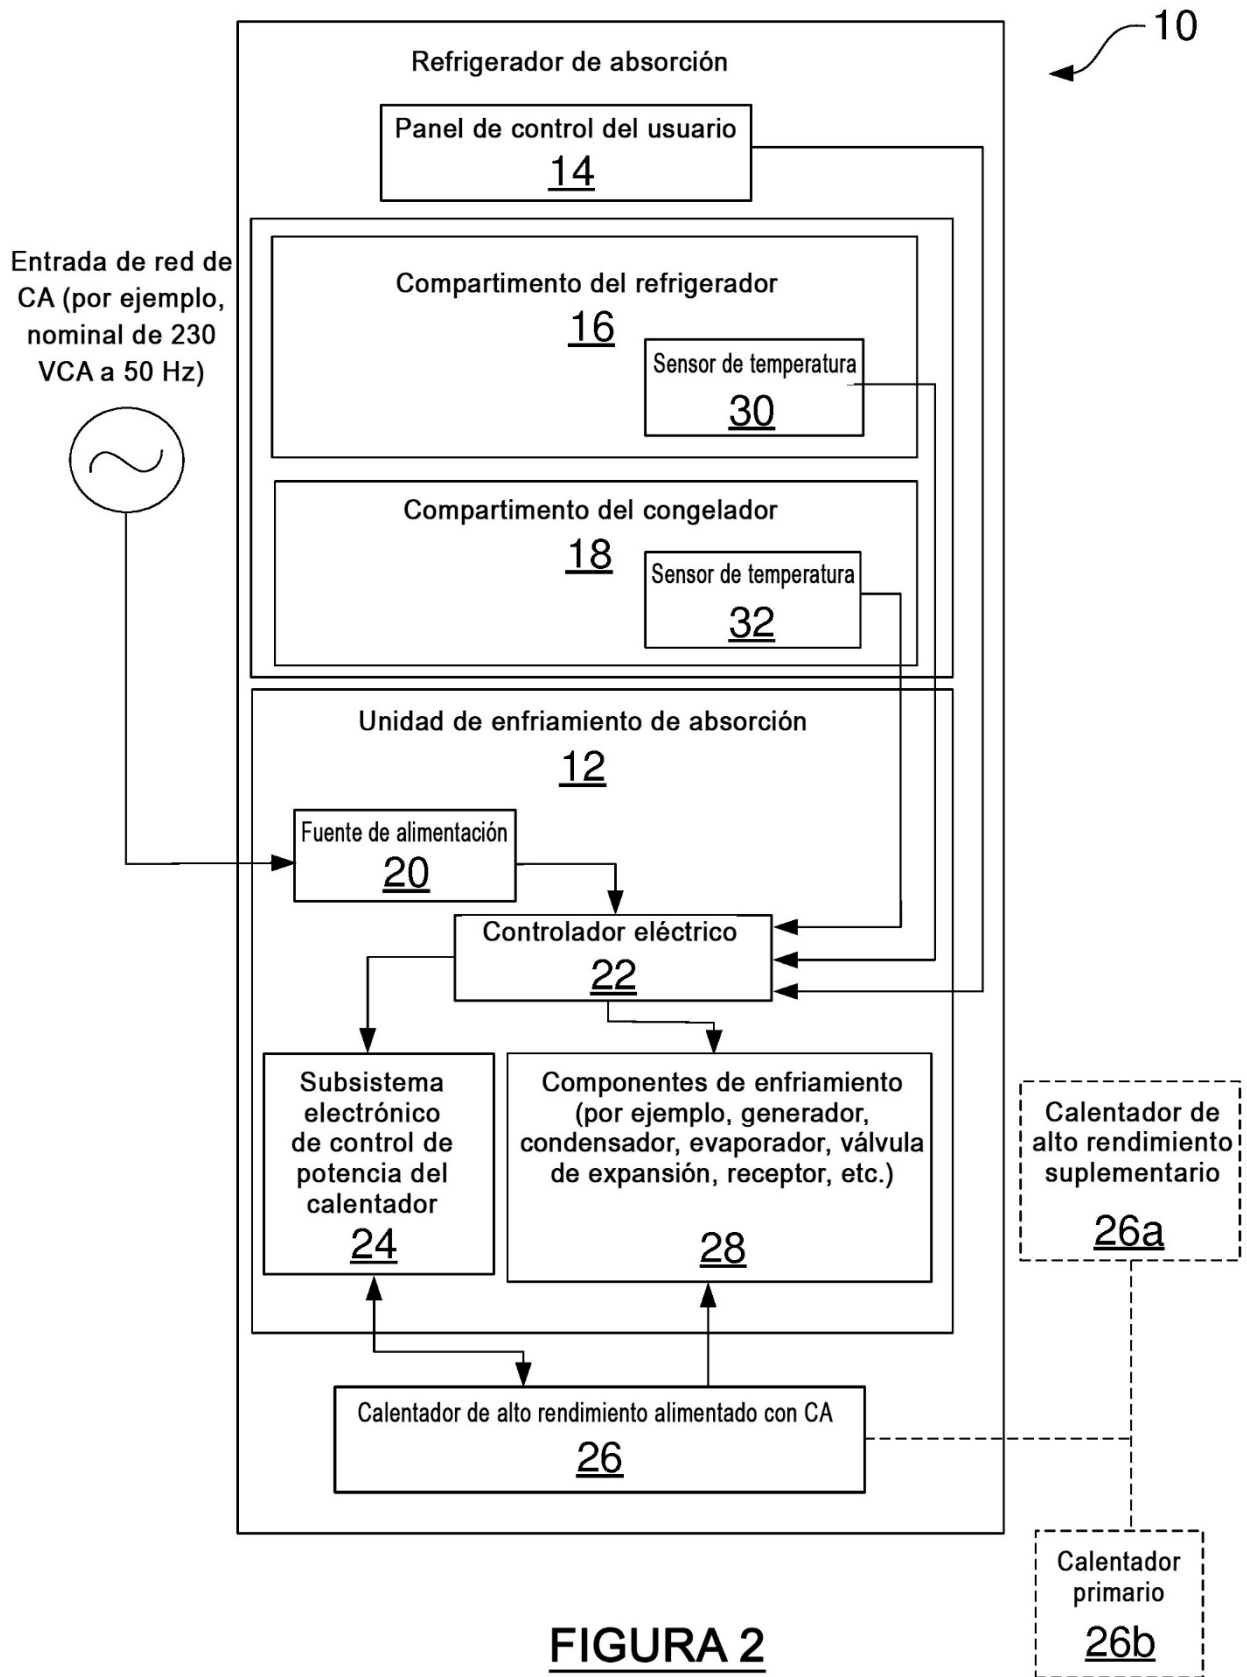 10
Refrigerador de absorción
Panel de control del usuario
14
Entrada de red de
CA (por ejemplo,
nominal de 230
VCA a 50 Hz)
Compartimento del refrigerador
16
Sensor de temperatura
30
Compartimento del congelador
18
Sensor de temperatura
32
Unidad de enfriamiento de absorción
12
Fuente de alimentación
20
Controlador eléctrico
22
Subsistema
electrónico
de control de
potencia del
calentador
24
Componentes de enfriamiento
(por ejemplo, generador,
condensador, evaporador, válvula
de expansión, receptor, etc.)
28
Calentador de
alto rendimiento
suplementario
26a
Calentador de alto rendimiento alimentado con CA
26
Calentador
primario
26b
FIGURA 2